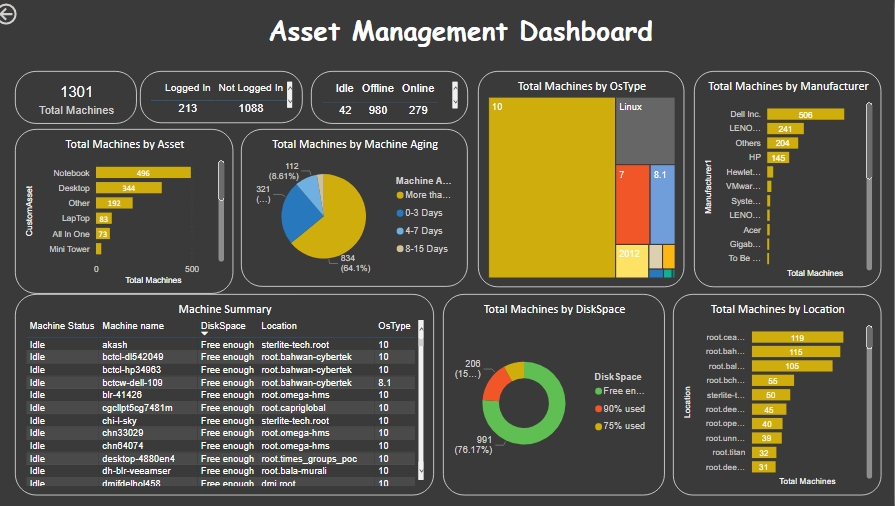 Asset Management Dashboard
1301
Total Machines
Logged In Not Logged In
213 1088
Idle Offline Online
42 980 279
Total Machines by OsType
10
Linux
7
8.1
2012
Total Machines by Manufacturer
Manufacturer1
Dell Inc. 506
LENO... 241
Others 204
HP 145
Hewlet...
VMwar...
Syste...
LENO...
Acer
Gigab...
To Be ...
Total Machines
Total Machines by Asset
CustomAsset
Notebook 496
Desktop 344
Other 192
LapTop 83
All In One 73
Mini Tower
0 500
Total Machines
Total Machines by Machine Aging
112
(8.61%)
321
(...)
834
(64.1%)
Machine A...
More tha...
0-3 Days
4-7 Days
8-15 Days
Machine Summary
Machine Status Machine name DiskSpace Location OsType
Idle akash Free enough sterlite-tech.root 10
Idle bctcl-dl542049 Free enough root.bahwan-cybertek 10
Idle bctcl-hp34963 Free enough root.bahwan-cybertek 10
Idle bctcw-dell-109 Free enough root.bahwan-cybertek 8.1
Idle blr-41426 Free enough root.omega-hms 10
Idle cgcllpt5cg7481m Free enough root.capriglobal 10
Idle chi-l-sky Free enough sterlite-tech.root 10
Idle chn33029 Free enough root.omega-hms 10
Idle chn64074 Free enough root.omega-hms 10
Idle desktop-4880en4 Free enough root.times_groups_poc 10
Idle dh-blr-veeamser Free enough root.bala-murali 10
Idle dmifdelhol458 Free enough dmi.root 10
Total Machines by DiskSpace
206
(15...)
991
(76.17%)
DiskSpace
Free en...
90% used
75% used
Total Machines by Location
Location
root.cea... 119
root.bah... 115
root.bal... 105
root.bch... 55
sterlite-t... 50
root.dee... 45
root.ope... 40
root.unn... 39
root.titan 32
root.dee... 31
Total Machines